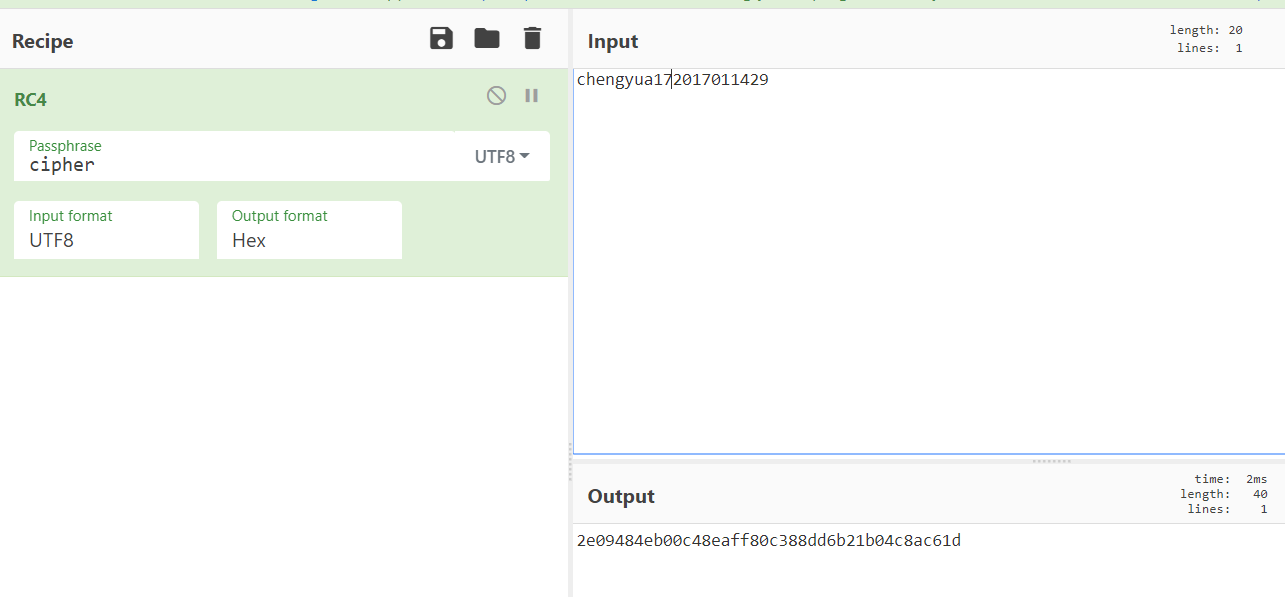 Recipe
RC4
Passphrase
cipher
UTF8
Input format
UTF8
Output format
Hex
Input
length: 20
lines: 1
chengyua172017011429
Output
time: 2ms
length: 40
lines: 1
2e09484eb00c48eaff80c388dd6b21b04c8ac61d